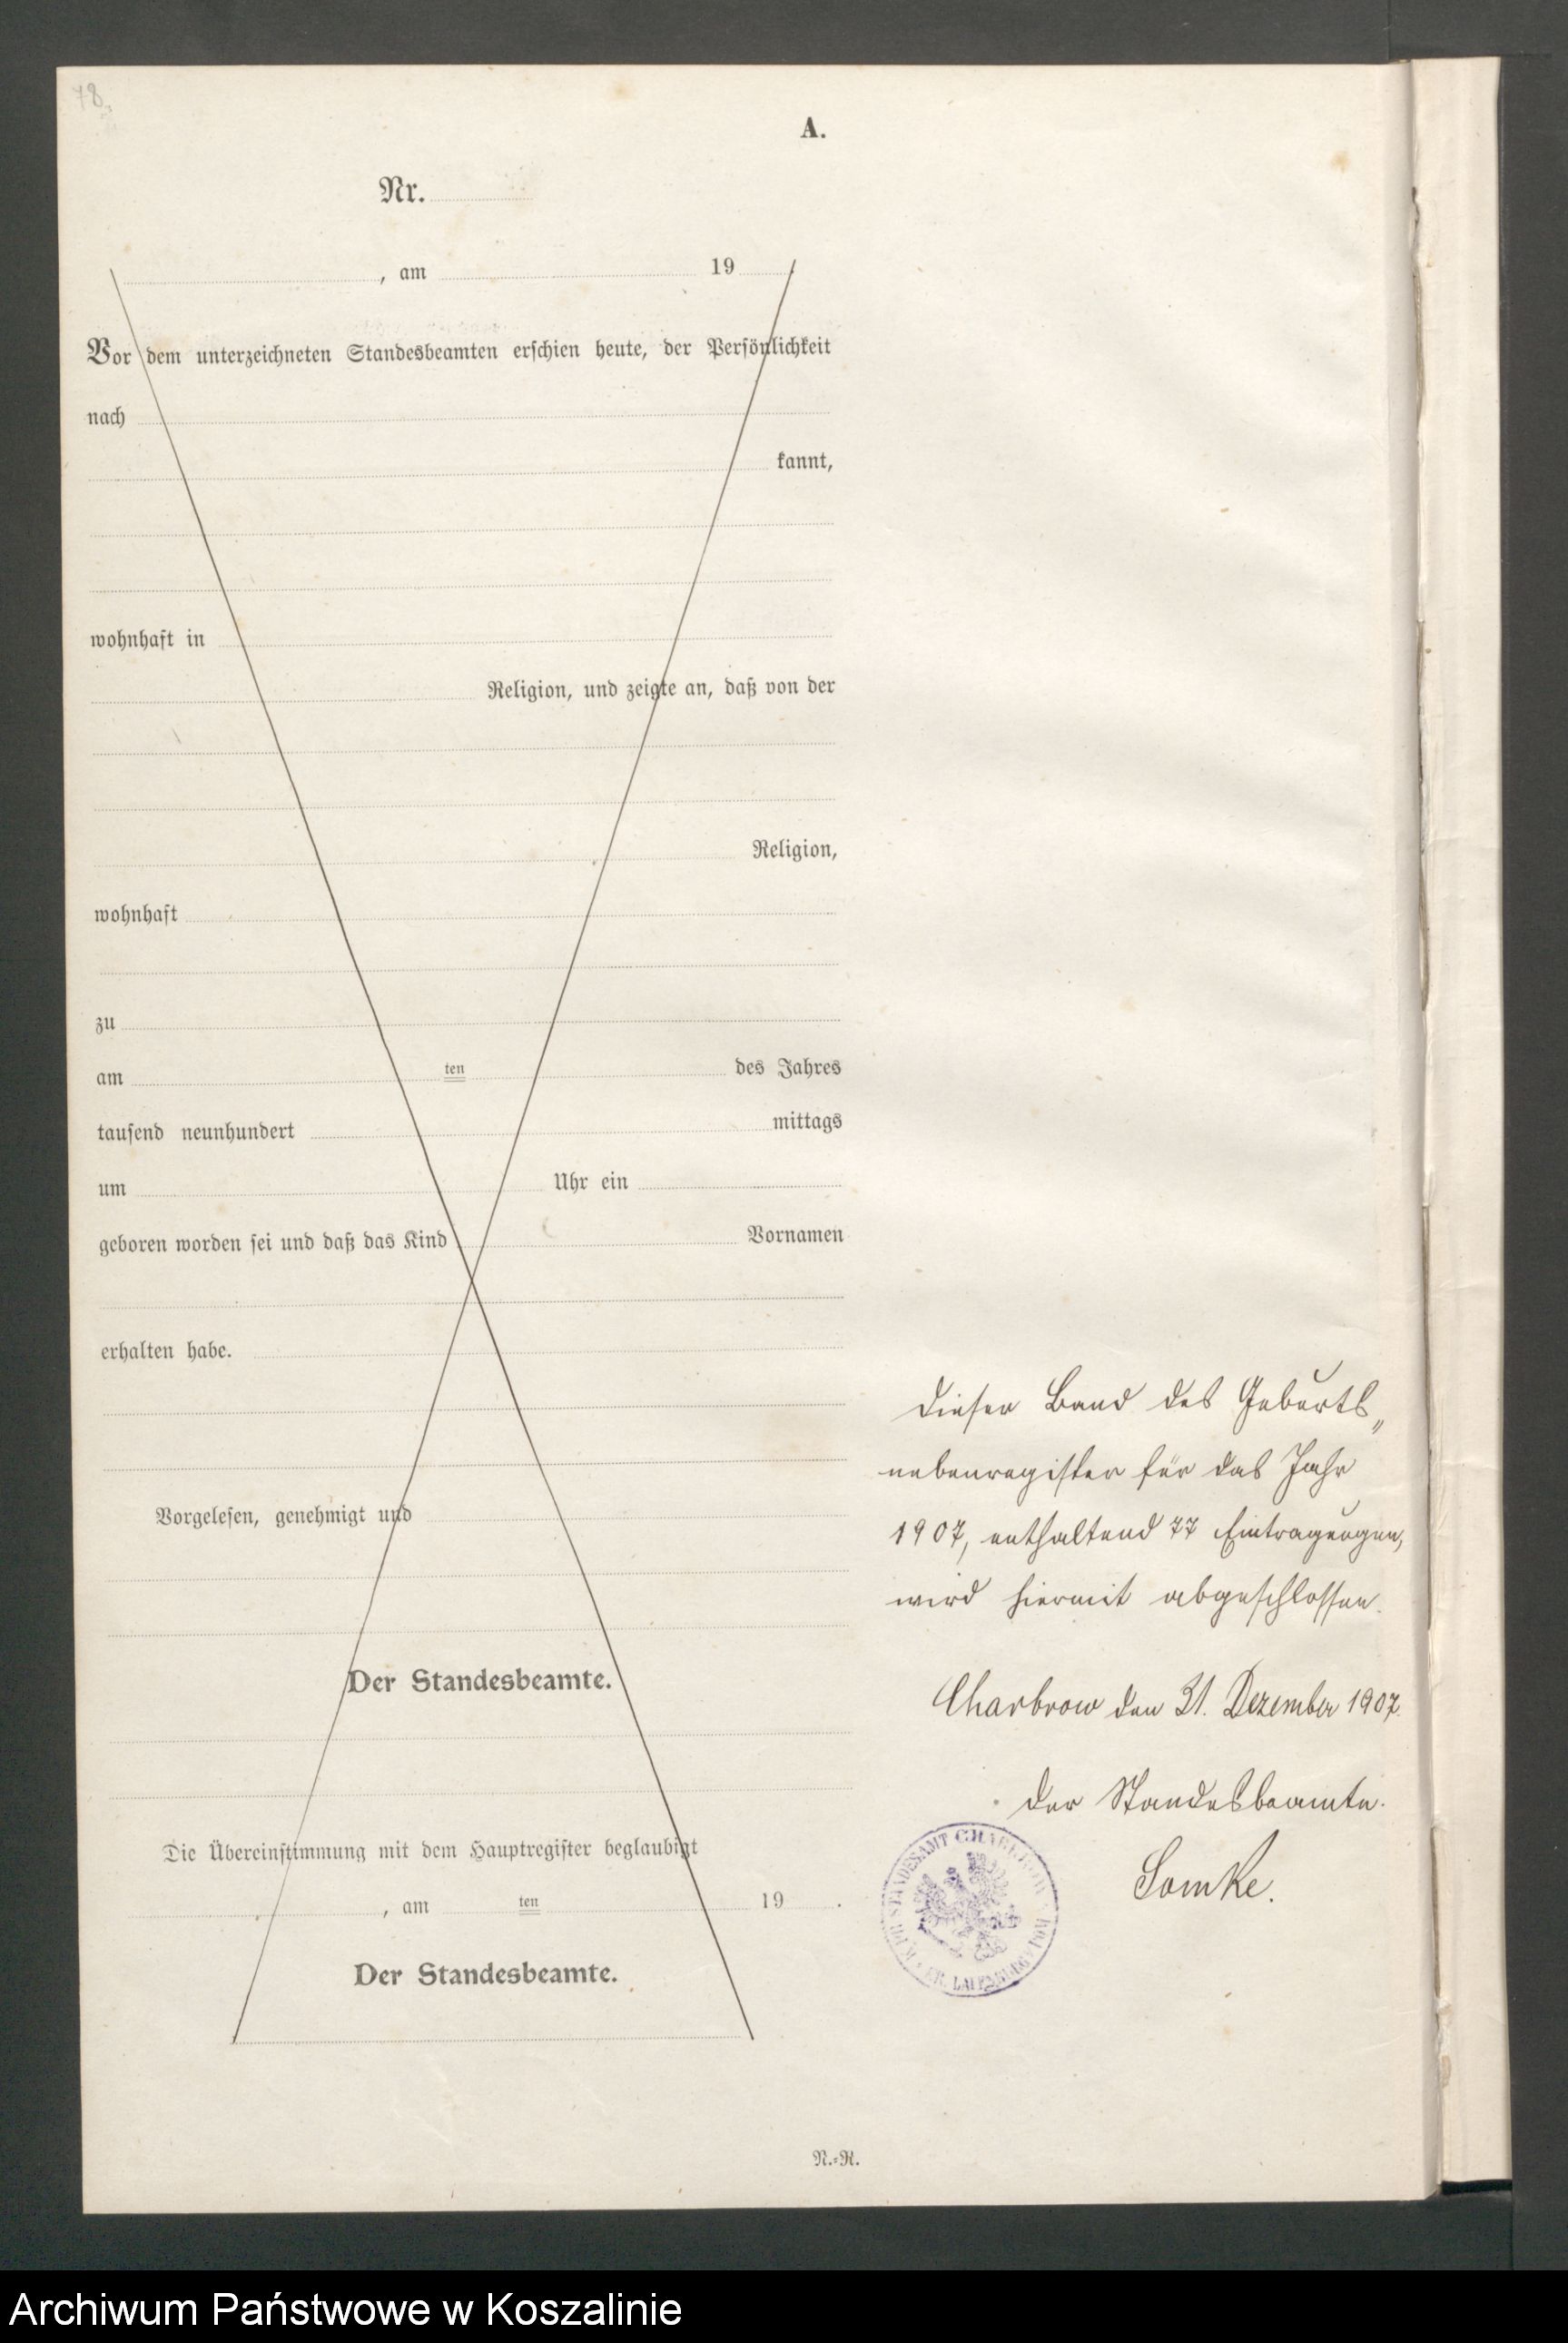 78
A.
Nr.
, am 19
Vor dem unterzeichneten Standesbeamten erschien heute, der Persönlichkeit
nach
kannt,
wohnhaft in
Religion, und zeigte an, daß von der
Religion,
wohnhaft
zu
am ten des Jahres
tausend neunhundert mittags
um Uhr ein
geboren worden sei und daß das Kind Vornamen
erhalten habe.
Vorgelesen, genehmigt und
Der Standesbeamte.
Die Übereinstimmung mit dem Hauptregister beglaubigt
, am ten 19 .
Der Standesbeamte.
N.=R.
Dieser Band des Geburts„
nebenregister für das Jahr
1907, enthaltend 77 Eintragungen,
wird hiermit abgeschlossen.
Charbrow den 31. Dezember 1907.
Der Standesbeamte.
STANDESAMT CHARBROW
KR. LAUENBURG
Archiwum Państwowe w Koszalinie